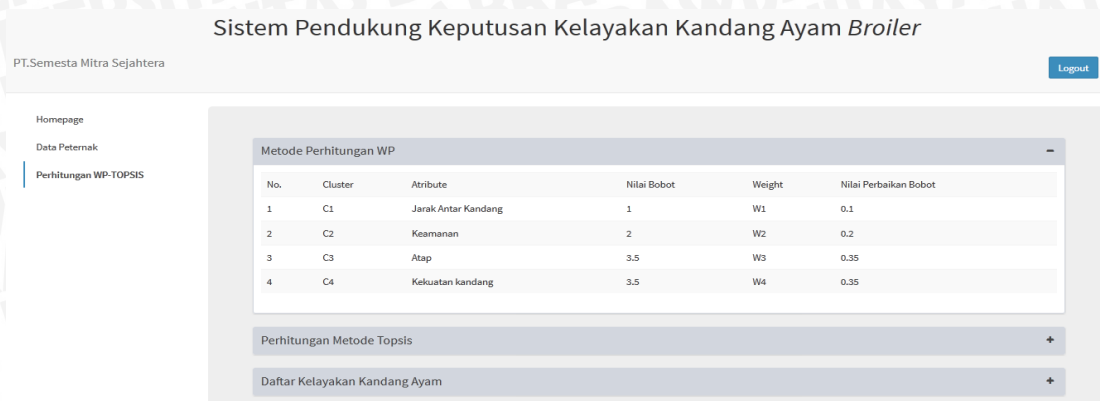 Sistem Pendukung Keputusan Kelayakan Kandang Ayam Broiler
PT.Semesta Mitra Sejahtera
Logout
Homepage
Data Peternak
Perhitungan WP-TOPSIS
Metode Perhitungan WP −
No. Cluster Atribute Nilai Bobot Weight Nilai Perbaikan Bobot
1 C1 Jarak Antar Kandang 1 W1 0.1
2 C2 Keamanan 2 W2 0.2
3 C3 Atap 3.5 W3 0.35
4 C4 Kekuatan kandang 3.5 W4 0.35
Perhitungan Metode Topsis +
Daftar Kelayakan Kandang Ayam +